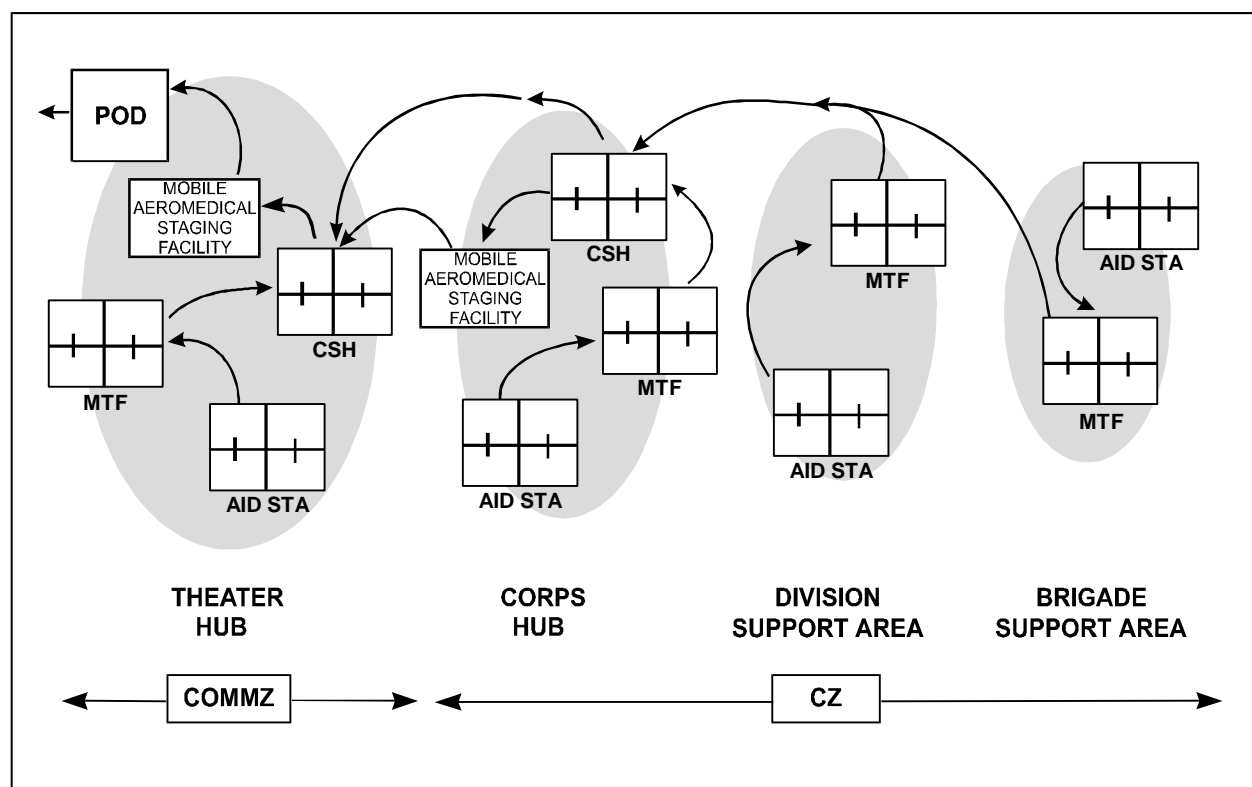 POD
MOBILE
AEROMEDICAL
STAGING
FACILITY
CSH
MTF
AID STA
CSH
MOBILE
AEROMEDICAL
STAGING
FACILITY
MTF
AID STA
MTF
AID STA
AID STA
MTF
THEATER
HUB
CORPS
HUB
DIVISION
SUPPORT AREA
BRIGADE
SUPPORT AREA
COMMZ
CZ